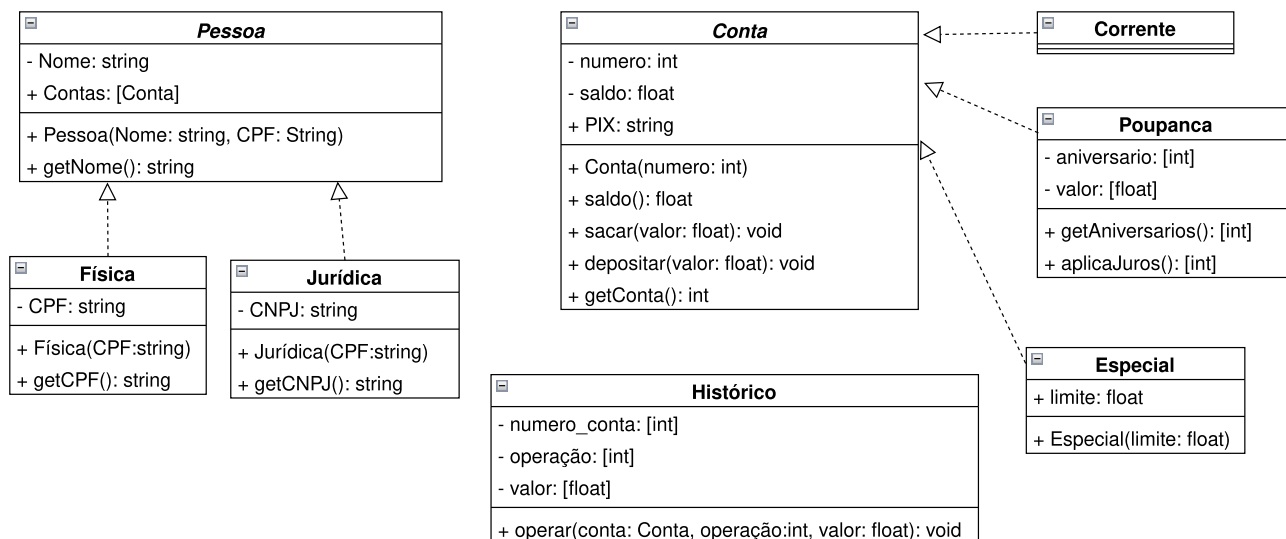 Pessoa
- Nome: string
+ Contas: [Conta]
+ Pessoa(Nome: string, CPF: String)
+ getNome(): string
Física
- CPF: string
+ Física(CPF:string)
+ getCPF(): string
Jurídica
- CNPJ: string
+ Jurídica(CPF:string)
+ getCNPJ(): string
Conta
- numero: int
- saldo: float
+ PIX: string
+ Conta(numero: int)
+ saldo(): float
+ sacar(valor: float): void
+ depositar(valor: float): void
+ getConta(): int
Corrente
Poupanca
- aniversario: [int]
- valor: [float]
+ getAniversarios(): [int]
+ aplicaJuros(): [int]
Especial
+ limite: float
+ Especial(limite: float)
Histórico
- numero_conta: [int]
- operação: [int]
- valor: [float]
+ operar(conta: Conta, operação:int, valor: float): void